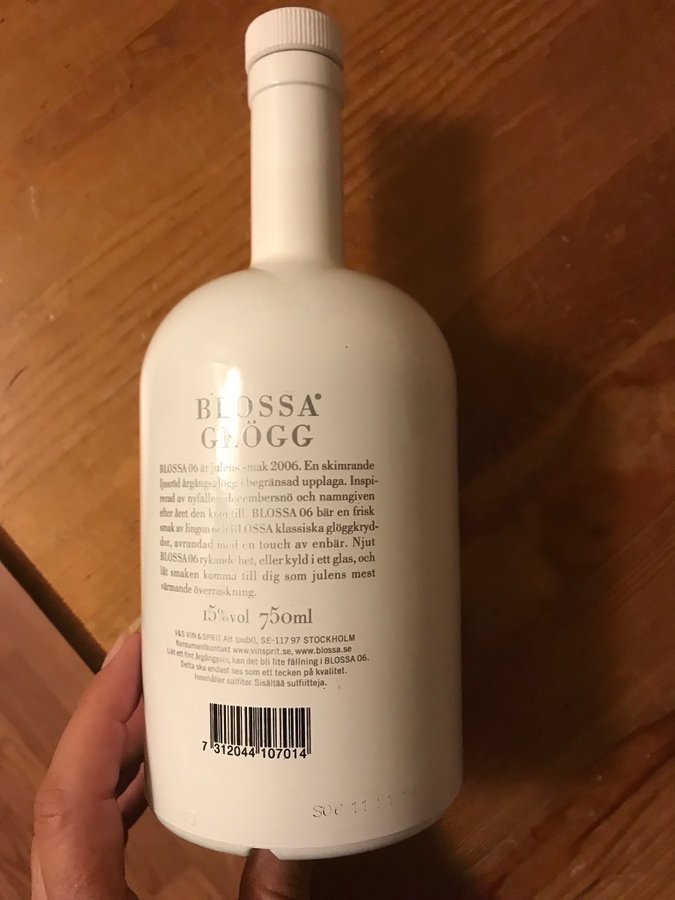 BLOSSA®
GLÖGG
BLOSSA 06 är julens smak 2006. En skimrande
ljusröd årgångsglögg i begränsad upplaga. Inspi-
rerad av nyfallen decembersnö och namngiven
efter året den kom till. BLOSSA 06 bär en frisk
smak av lingon och BLOSSA klassiska glöggkryd-
dor, avrundad med en touch av enbär. Njut
BLOSSA 06 rykande het, eller kyld i ett glas, och
låt smaken komma till dig som julens mest
värmande överraskning.
15%vol 750ml
V&S VIN & SPRIT AB (publ), SE-117 97 STOCKHOLM
Konsumentkontakt www.vinsprit.se, www.blossa.se
Likt ett fint årgångsvin, kan det bli lite fällning i BLOSSA 06.
Detta ska endast ses som ett tecken på kvalitet.
Innehåller sulfiter. Sisältää sulfiitteja.
7 312044 107014